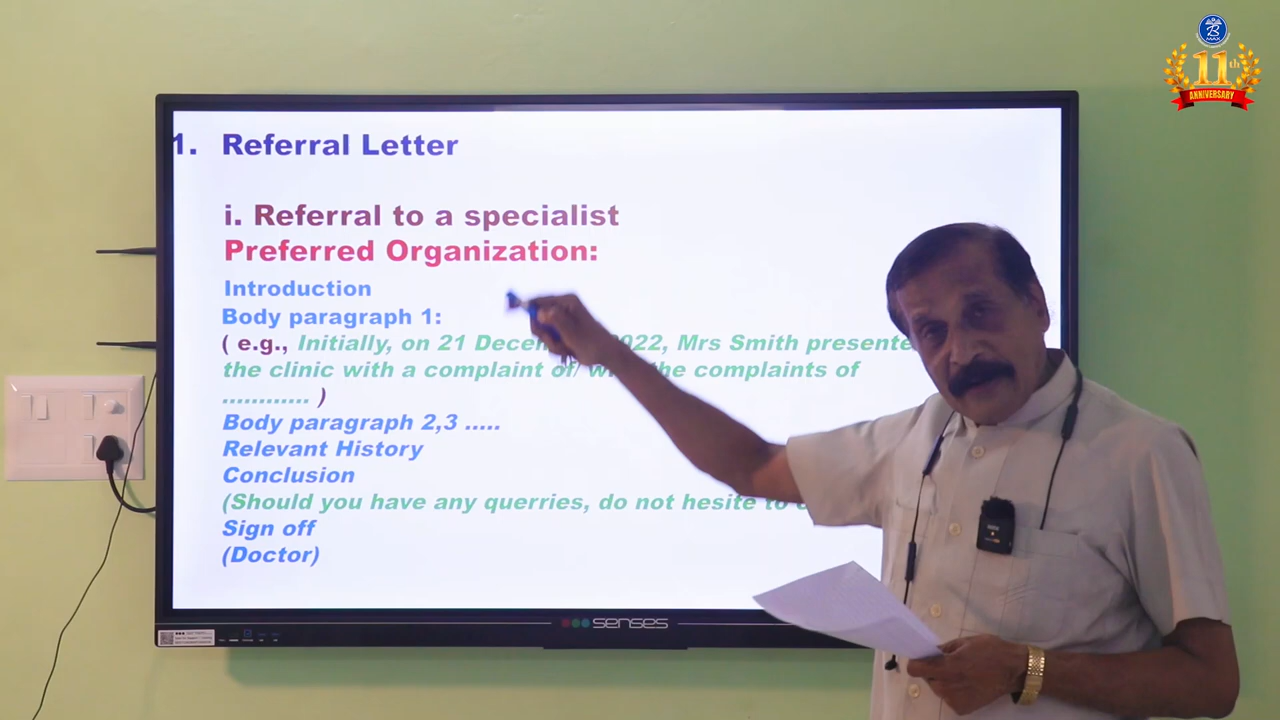 B
MAX
11th
ANNIVERSARY
1. Referral Letter
i. Referral to a specialist
Preferred Organization:
Introduction
Body paragraph 1:
( e.g., Initially, on 21 2022, Mrs Smith
the clinic with a complaint of/ the complaints of
............ )
Body paragraph 2,3 .....
Relevant History
Conclusion
(Should you have any querries, do not hesite to
Sign off
(Doctor)
senses